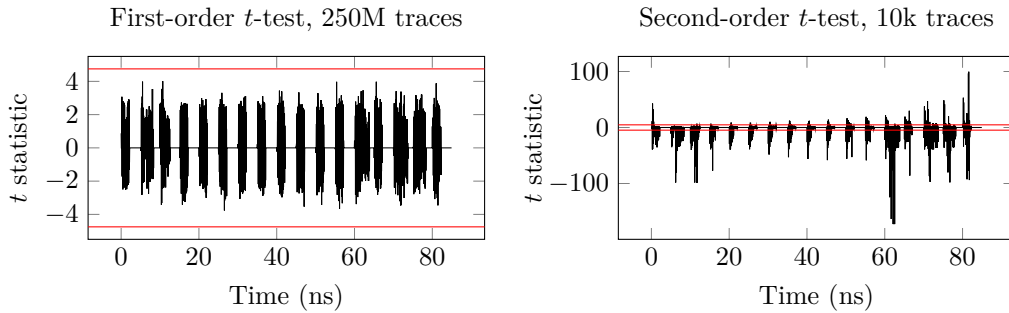 First-order t-test, 250M traces
4
2
0
−2
−4
t statistic
0 20 40 60 80
Time (ns)
Second-order t-test, 10k traces
100
0
−100
t statistic
0 20 40 60 80
Time (ns)